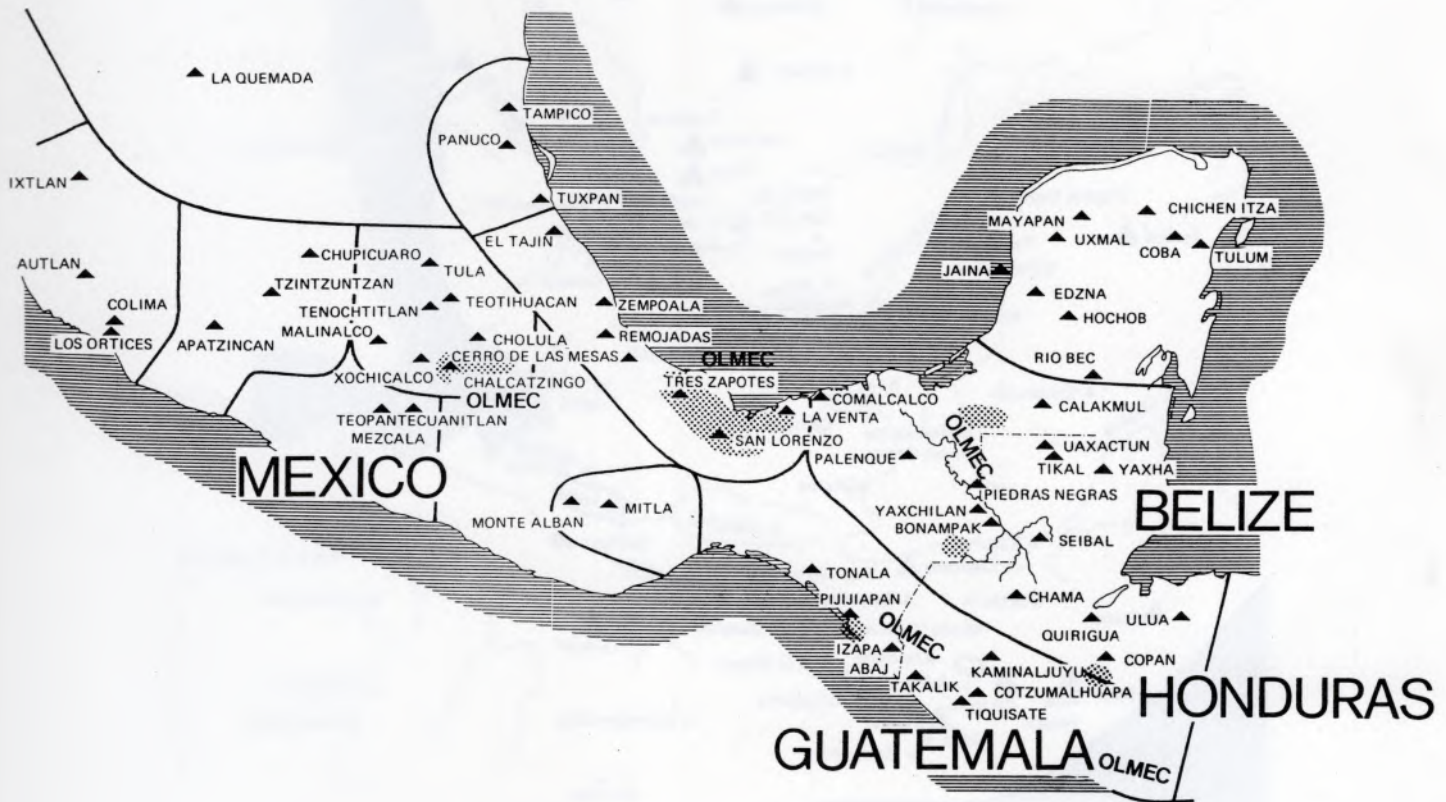 LA QUEMADA
TAMPICO
PANUCO
IXTLAN
TUXPAN
MAYAPAN
CHICHEN ITZA
EL TAJIN
UXMAL
COBA
TULUM
CHUPICUARO
TULA
AUTLAN
JAINA
TZINTZUNTZAN
EDZNA
COLIMA
TENOCHTITLAN
TEOTIHUACAN
ZEMPOALA
HOCHOB
LOS ORTICES
APATZINCAN
MALINALCO
CHOLULA
REMOJADAS
CERRO DE LAS MESAS
OLMEC
RIO BEC
XOCHICALCO
CHALCATZINGO
TRES ZAPOTES
COMALCALCO
OLMEC
CALAKMUL
TEOPANTECUANITLAN
LA VENTA
MEZCALA
SAN LORENZO
OLMEC
UAXACTUN
PALENQUE
TIKAL
YAXHA
MEXICO
PIEDRAS NEGRAS
BELIZE
MONTE ALBAN
MITLA
YAXCHILAN
BONAMPAK
SEIBAL
TONALA
CHAMA
PIJIJIAPAN
OLMEC
QUIRIGUA
ULUA
IZAPA
ABAJ
KAMINALJUYU
COPAN
TAKALIK
COTZUMALHUAPA
TIQUISATE
HONDURAS
GUATEMALA
OLMEC